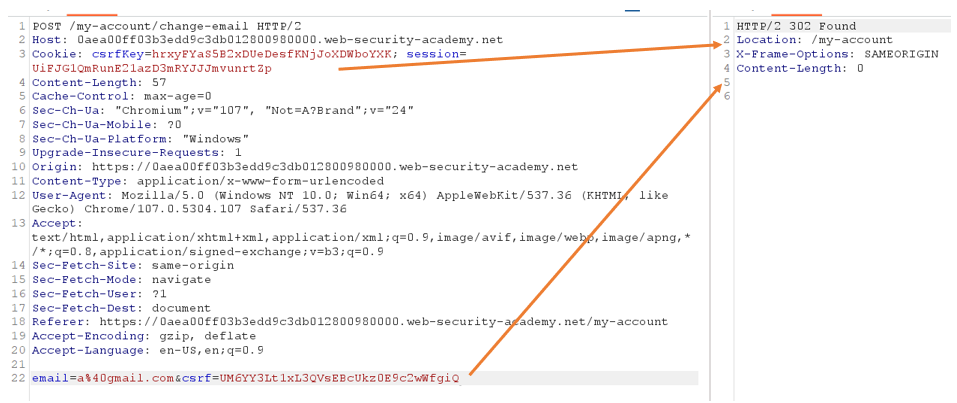 1 POST /my-account/change-email HTTP/2
2 Host: 0aea00ff03b3edd9c3db012800980000.web-security-academy.net
3 Cookie: csrfKey=hrxyFYaS5B2xDUeDesfKNjJoXDWboYXK; session=
UiFJG1QmRunE21azD3mRYJJJmvunrtZp
4 Content-Length: 57
5 Cache-Control: max-age=0
6 Sec-Ch-Ua: "Chromium";v="107", "Not=A?Brand";v="24"
7 Sec-Ch-Ua-Mobile: ?0
8 Sec-Ch-Ua-Platform: "Windows"
9 Upgrade-Insecure-Requests: 1
10 Origin: https://0aea00ff03b3edd9c3db012800980000.web-security-academy.net
11 Content-Type: application/x-www-form-urlencoded
12 User-Agent: Mozilla/5.0 (Windows NT 10.0; Win64; x64) AppleWebKit/537.36 (KHTML, like
Gecko) Chrome/107.0.5304.107 Safari/537.36
13 Accept:
text/html,application/xhtml+xml,application/xml;q=0.9,image/avif,image/webp,image/apng,*
/*;q=0.8,application/signed-exchange;v=b3;q=0.9
14 Sec-Fetch-Site: same-origin
15 Sec-Fetch-Mode: navigate
16 Sec-Fetch-User: ?1
17 Sec-Fetch-Dest: document
18 Referer: https://0aea00ff03b3edd9c3db012800980000.web-security-academy.net/my-account
19 Accept-Encoding: gzip, deflate
20 Accept-Language: en-US,en;q=0.9
21
22 email=a%40gmail.com&csrf=UM6YY3Lt1xL3QVsEBcUkz0E9c2wWfgiQ
1 HTTP/2 302 Found
2 Location: /my-account
3 X-Frame-Options: SAMEORIGIN
4 Content-Length: 0
5
6